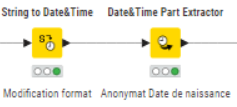 String to Date&Time Date&Time Part Extractor
S?
Modification format Anonymat Date de naissance